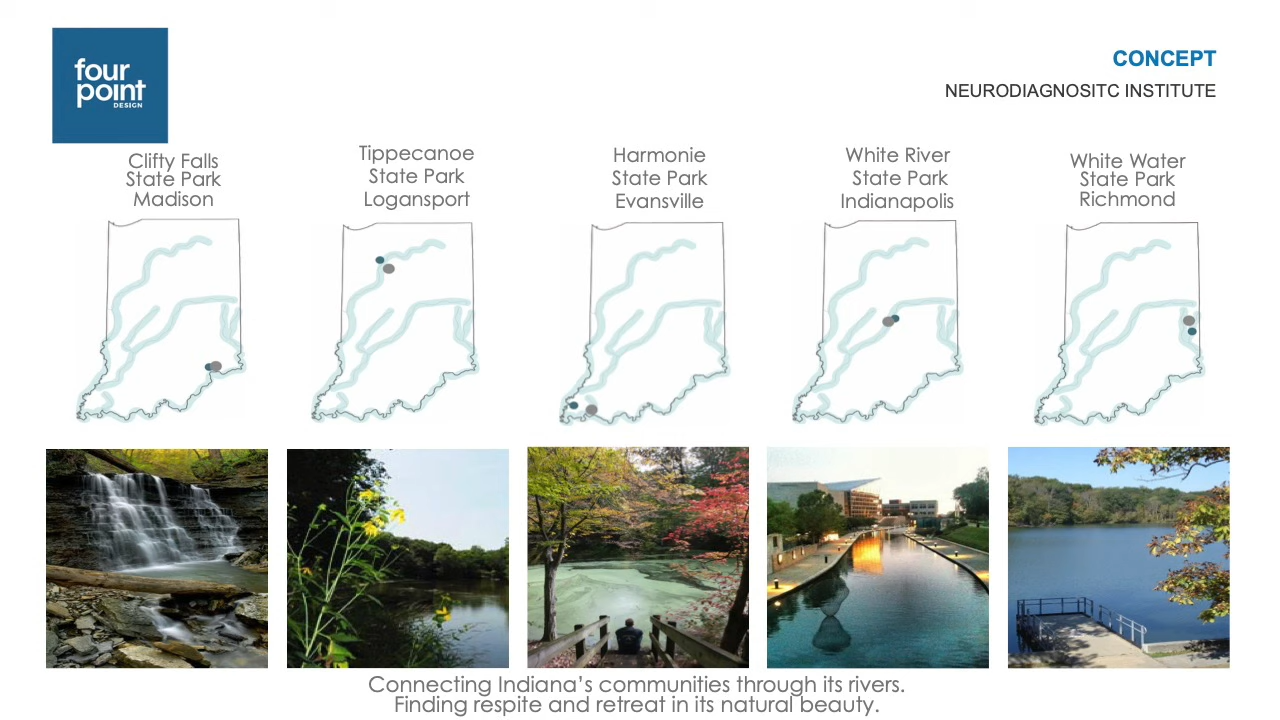 four
point
DESIGN
CONCEPT
NEURODIAGNOSITC INSTITUTE
Clifty Falls
State Park
Madison
Tippecanoe
State Park
Logansport
Harmonie
State Park
Evansville
White River
State Park
Indianapolis
White Water
State Park
Richmond
Connecting Indiana's communities through its rivers.
Finding respite and retreat in its natural beauty.